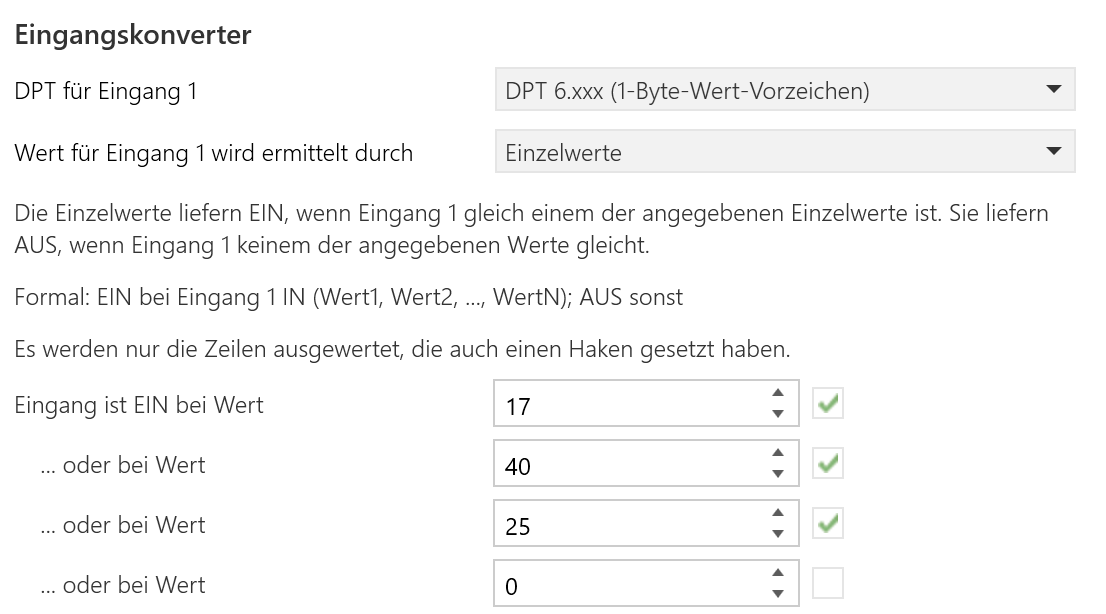 Eingangskonverter
DPT für Eingang 1
DPT 6.xxx (1-Byte-Wert-Vorzeichen)
Wert für Eingang 1 wird ermittelt durch
Einzelwerte
Die Einzelwerte liefern EIN, wenn Eingang 1 gleich einem der angegebenen Einzelwerte ist. Sie liefern
AUS, wenn Eingang 1 keinem der angegebenen Werte gleicht.
Formal: EIN bei Eingang 1 IN (Wert1, Wert2, ..., WertN); AUS sonst
Es werden nur die Zeilen ausgewertet, die auch einen Haken gesetzt haben.
Eingang ist EIN bei Wert
17
... oder bei Wert
40
... oder bei Wert
25
... oder bei Wert
0